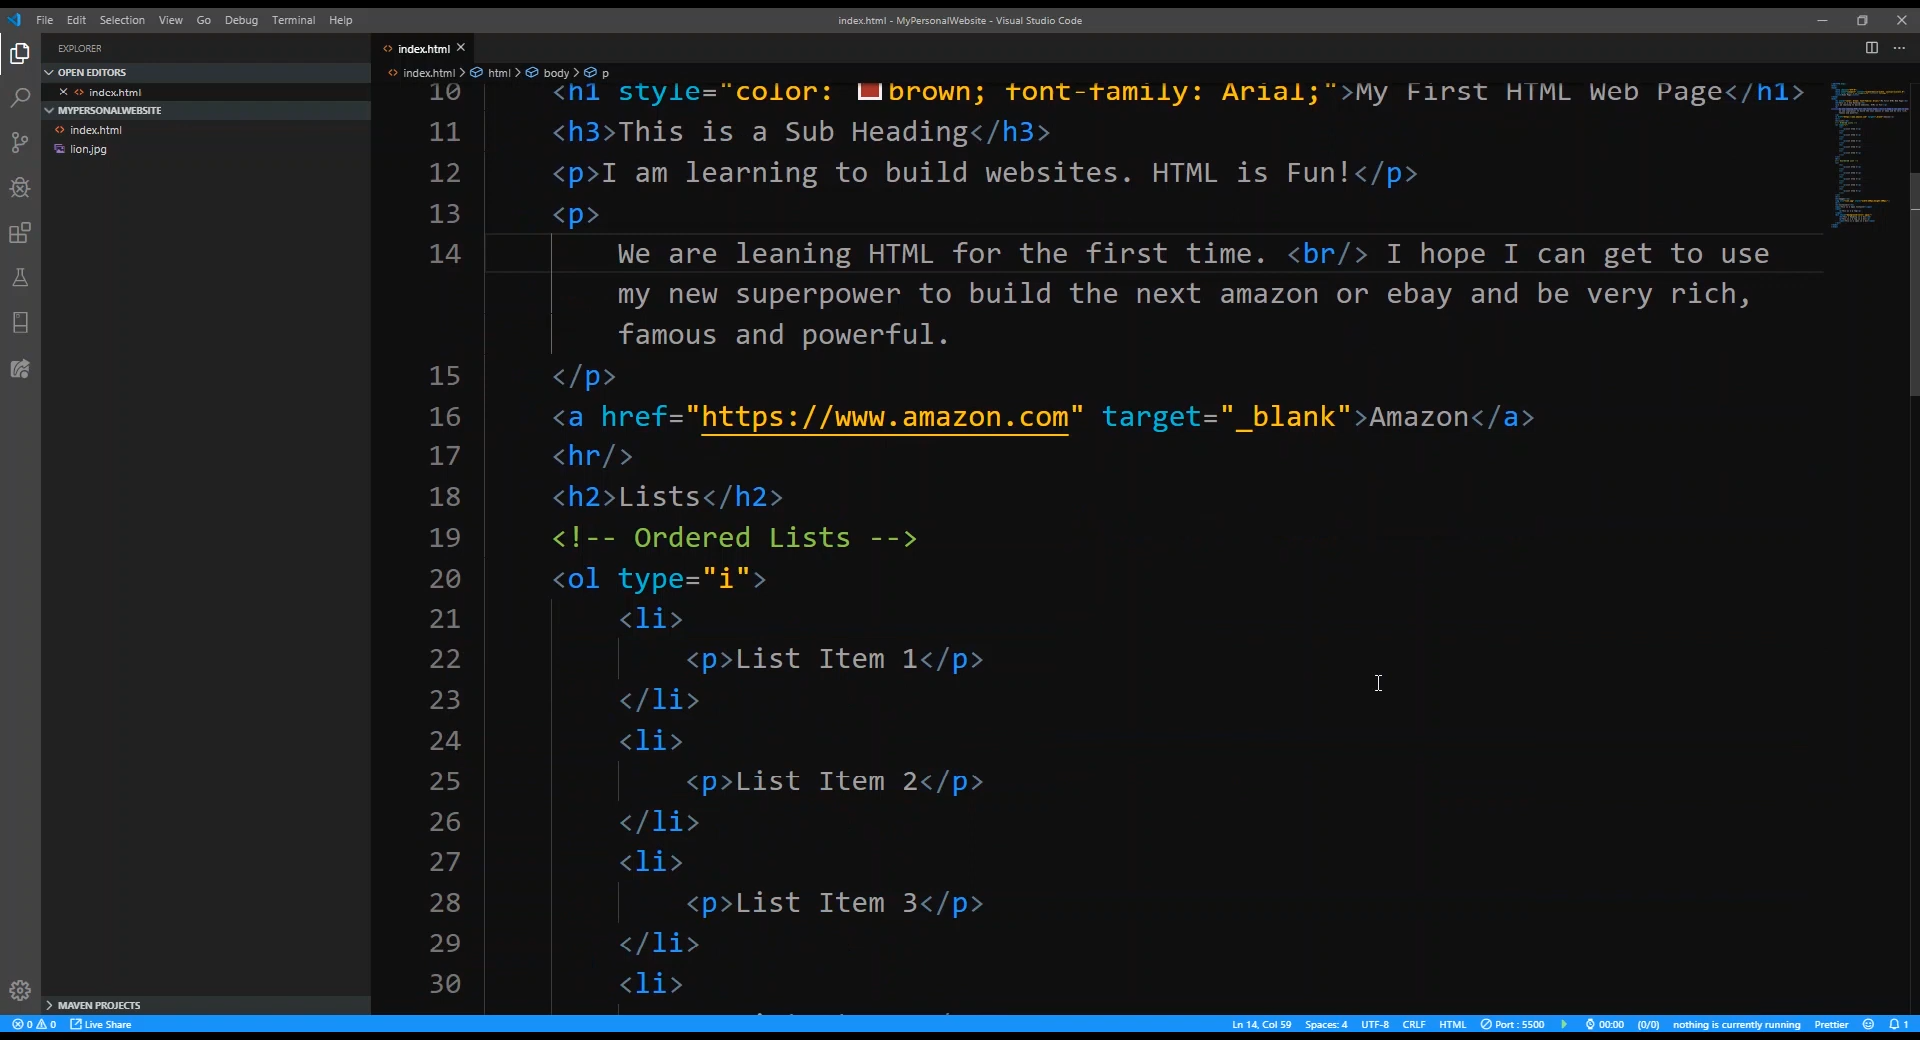 File Edit Selection View Go Debug Terminal Help
index.html - MyPersonalWebsite - Visual Studio Code
EXPLORER
OPEN EDITORS
index.html
MYPERSONALWEBSITE
index.html
lion.jpg
MAVEN PROJECTS
index.html
index.html > html > body > p
10 <h1 style="color: brown; font-family: Arial;">My First HTML Web Page</h1>
11 <h3>This is a Sub Heading</h3>
12 <p>I am learning to build websites. HTML is Fun!</p>
13 <p>
14 We are leaning HTML for the first time. <br/> I hope I can get to use
my new superpower to build the next amazon or ebay and be very rich,
famous and powerful.
15 </p>
16 <a href="https://www.amazon.com" target="_blank">Amazon</a>
17 <hr/>
18 <h2>Lists</h2>
19 <!-- Ordered Lists -->
20 <ol type="i">
21 <li>
22 <p>List Item 1</p>
23 </li>
24 <li>
25 <p>List Item 2</p>
26 </li>
27 <li>
28 <p>List Item 3</p>
29 </li>
30 <li>
0 0 Live Share Ln 14, Col 59 Spaces: 4 UTF-8 CRLF HTML Port : 5500 00:00 (0/0) nothing is currently running Prettier 1